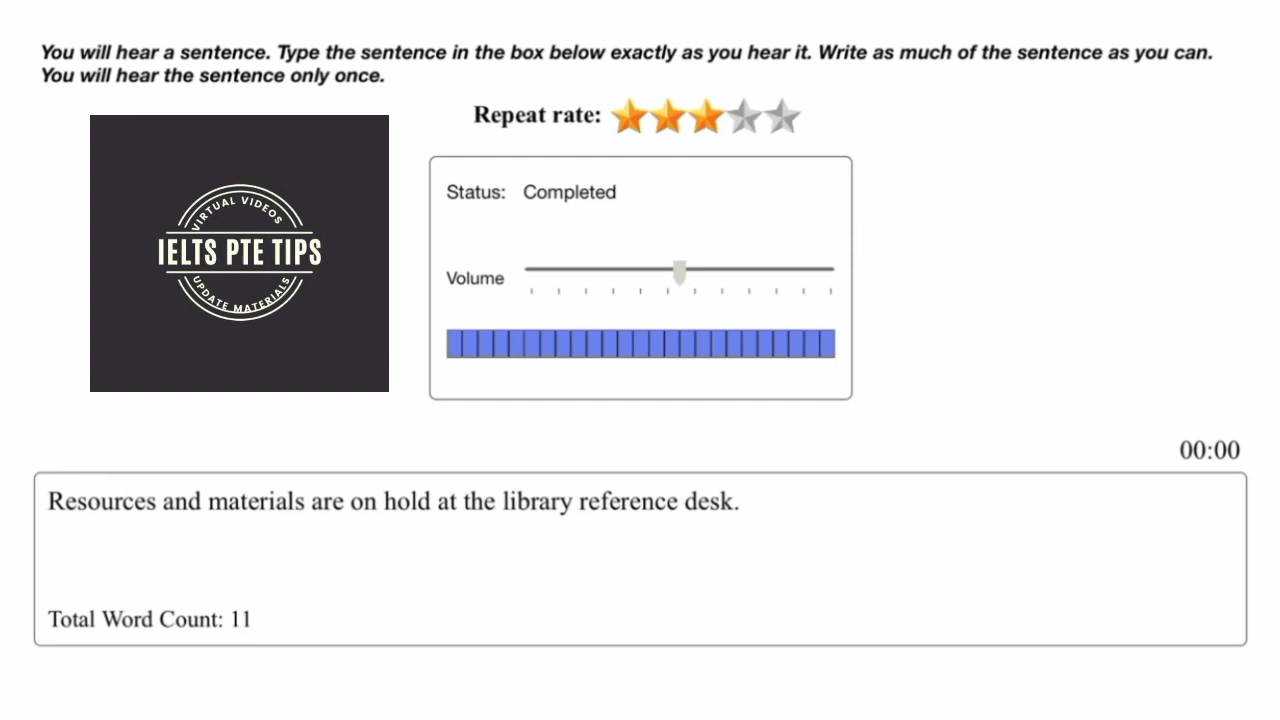 You will hear a sentence. Type the sentence in the box below exactly as you hear it. Write as much of the sentence as you can.
You will hear the sentence only once.
Repeat rate:
VIRTUAL VIDEOS
IELTS PTE TIPS
UPDATE MATERIALS
Status: Completed
Volume
00:00
Resources and materials are on hold at the library reference desk.
Total Word Count: 11